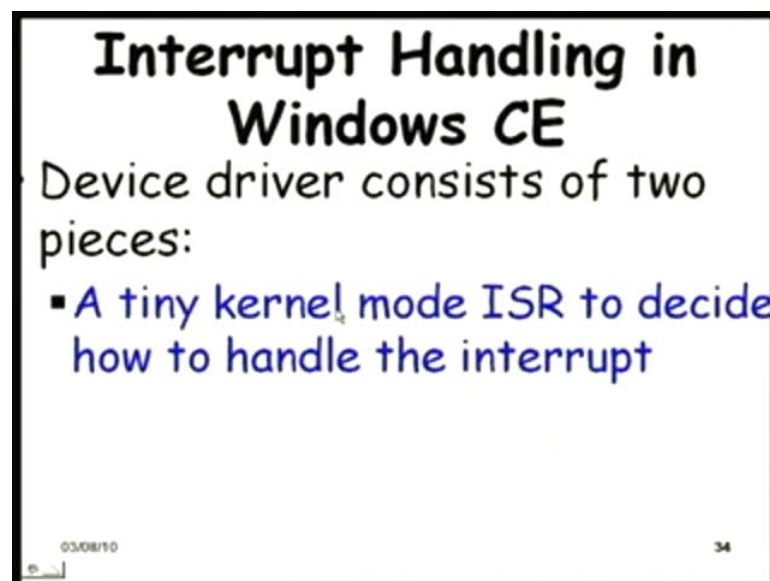 Interrupt Handling in
Windows CE
Device driver consists of two
pieces:
▪ A tiny kernel mode ISR to decide
how to handle the interrupt
03/08/10
34